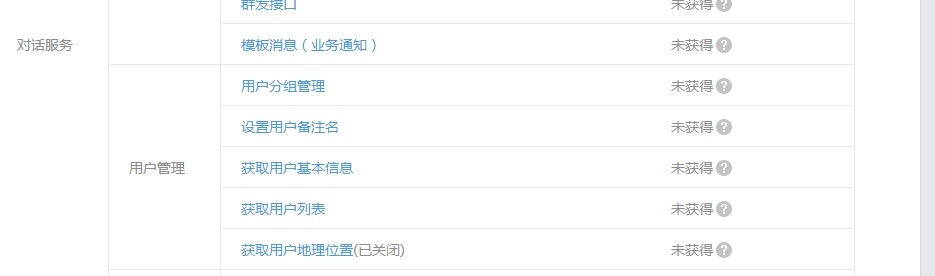 群发接口 未获得 ?
对话服务 模板消息（业务通知） 未获得 ?
用户分组管理 未获得 ?
设置用户备注名 未获得 ?
用户管理 获取用户基本信息 未获得 ?
获取用户列表 未获得 ?
获取用户地理位置(已关闭) 未获得 ?